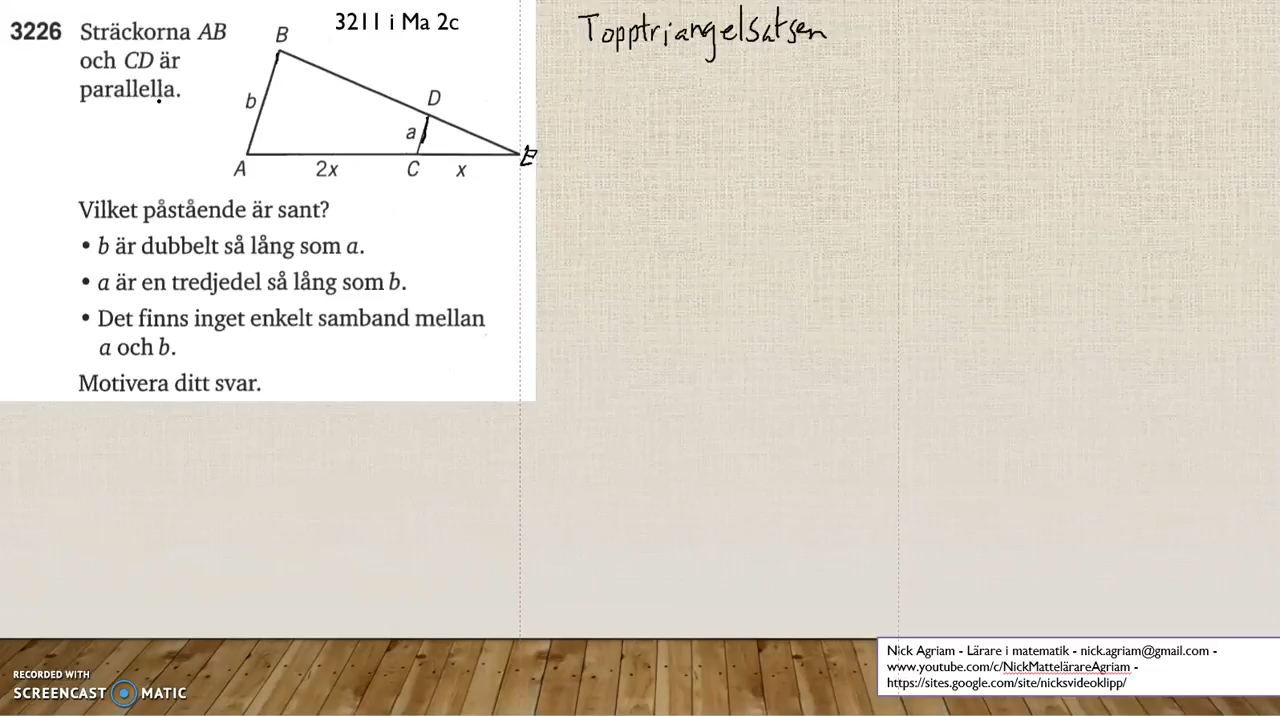 3226 Sträckorna AB
och CD är
parallella.
3211 i Ma 2c
B
b
D
a
A
2x
C
x
E
Vilket påstående är sant?
• b är dubbelt så lång som a.
• a är en tredjedel så lång som b.
• Det finns inget enkelt samband mellan
a och b.
Motivera ditt svar.
Topptriangelsatsen
RECORDED WITH
SCREENCAST MATIC
Nick Agriam - Lärare i matematik - nick.agriam@gmail.com -
www.youtube.com/c/NickMattelärareAgriam -
https://sites.google.com/site/nicksvideoklipp/